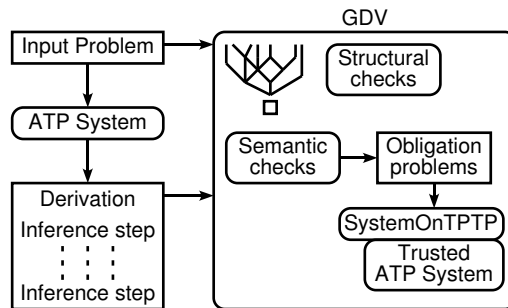 GDV
Input Problem
ATP System
Derivation
Inference step
Inference step
Structural
checks
Semantic
checks
Obligation
problems
SystemOnTPTP
Trusted
ATP System